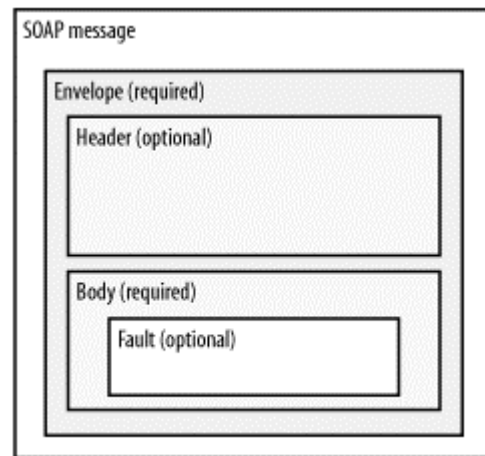 SOAP message
Envelope (required)
Header (optional)
Body (required)
Fault (optional)